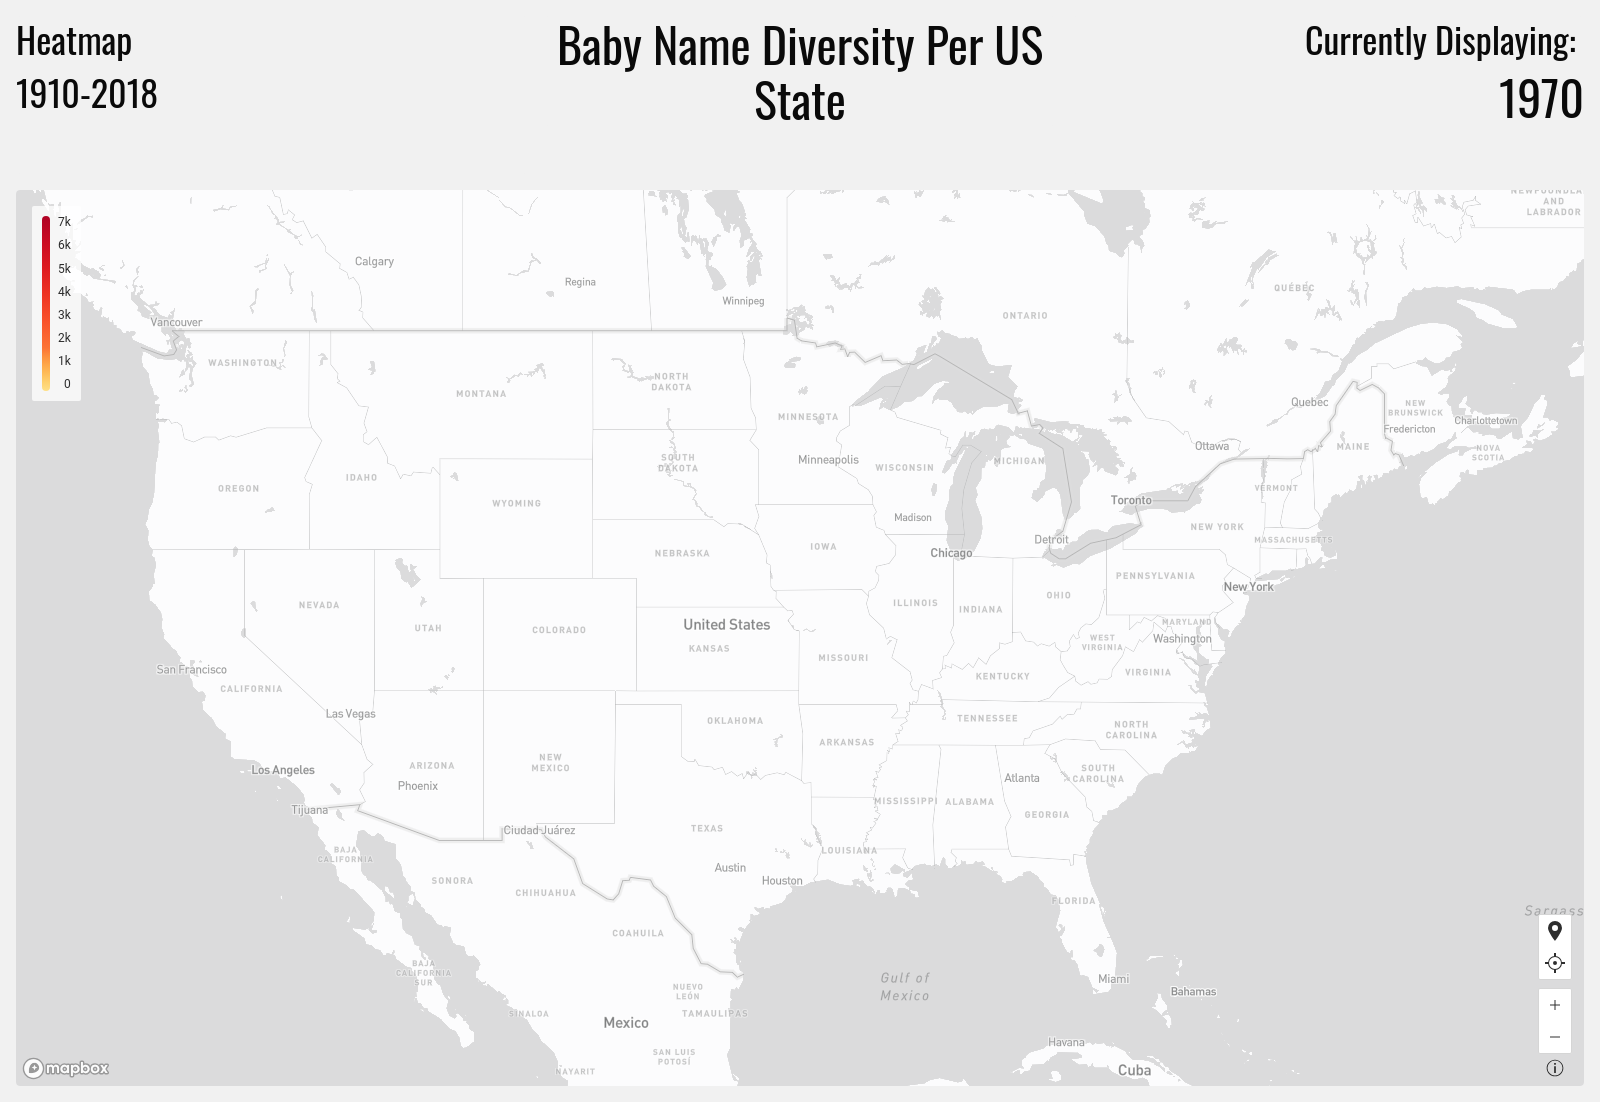 Heatmap
1910-2018
Baby Name Diversity Per US
State
Currently Displaying:
1970
7k
6k
5k
4k
3k
2k
1k
0
NEWFOUNDLA
AND
LABRADOR
Calgary
Regina
Winnipeg
QUÉBEC
ONTARIO
Vancouver
WASHINGTON
MONTANA
NORTH
DAKOTA
MINNESOTA
Quebec
NEW
BRUNSWICK
Charlottetown
Fredericton
Ottawa
MAINE
NOVA
SCOTIA
Minneapolis
WISCONSIN
MICHIGAN
SOUTH
DAKOTA
IDAHO
OREGON
WYOMING
VERMONT
Toronto
Madison
NEW YORK
Detroit
MASSACHUSETTS
IOWA
NEBRASKA
Chicago
PENNSYLVANIA
New York
NEVADA
ILLINOIS
INDIANA
OHIO
UTAH
COLORADO
United States
KANSAS
MARYLAND
Washington
WEST
VIRGINIA
MISSOURI
San Francisco
CALIFORNIA
KENTUCKY
VIRGINIA
Las Vegas
OKLAHOMA
TENNESSEE
NORTH
CAROLINA
ARKANSAS
NEW
MEXICO
ARIZONA
Phoenix
Los Angeles
Atlanta
SOUTH
CAROLINA
MISSISSIPPI
ALABAMA
GEORGIA
Tijuana
Ciudad Juárez
TEXAS
BAJA
CALIFORNIA
LOUISIANA
Austin
Houston
SONORA
CHIHUAHUA
FLORIDA
Sargass
COAHUILA
BAJA
CALIFORNIA
SUR
Gulf of
Mexico
Miami
Bahamas
NUEVO
LEÓN
SINALOA
Mexico
TAMAULIPAS
Havana
SAN LUIS
POTOSÍ
NAYARIT
Cuba
mapbox